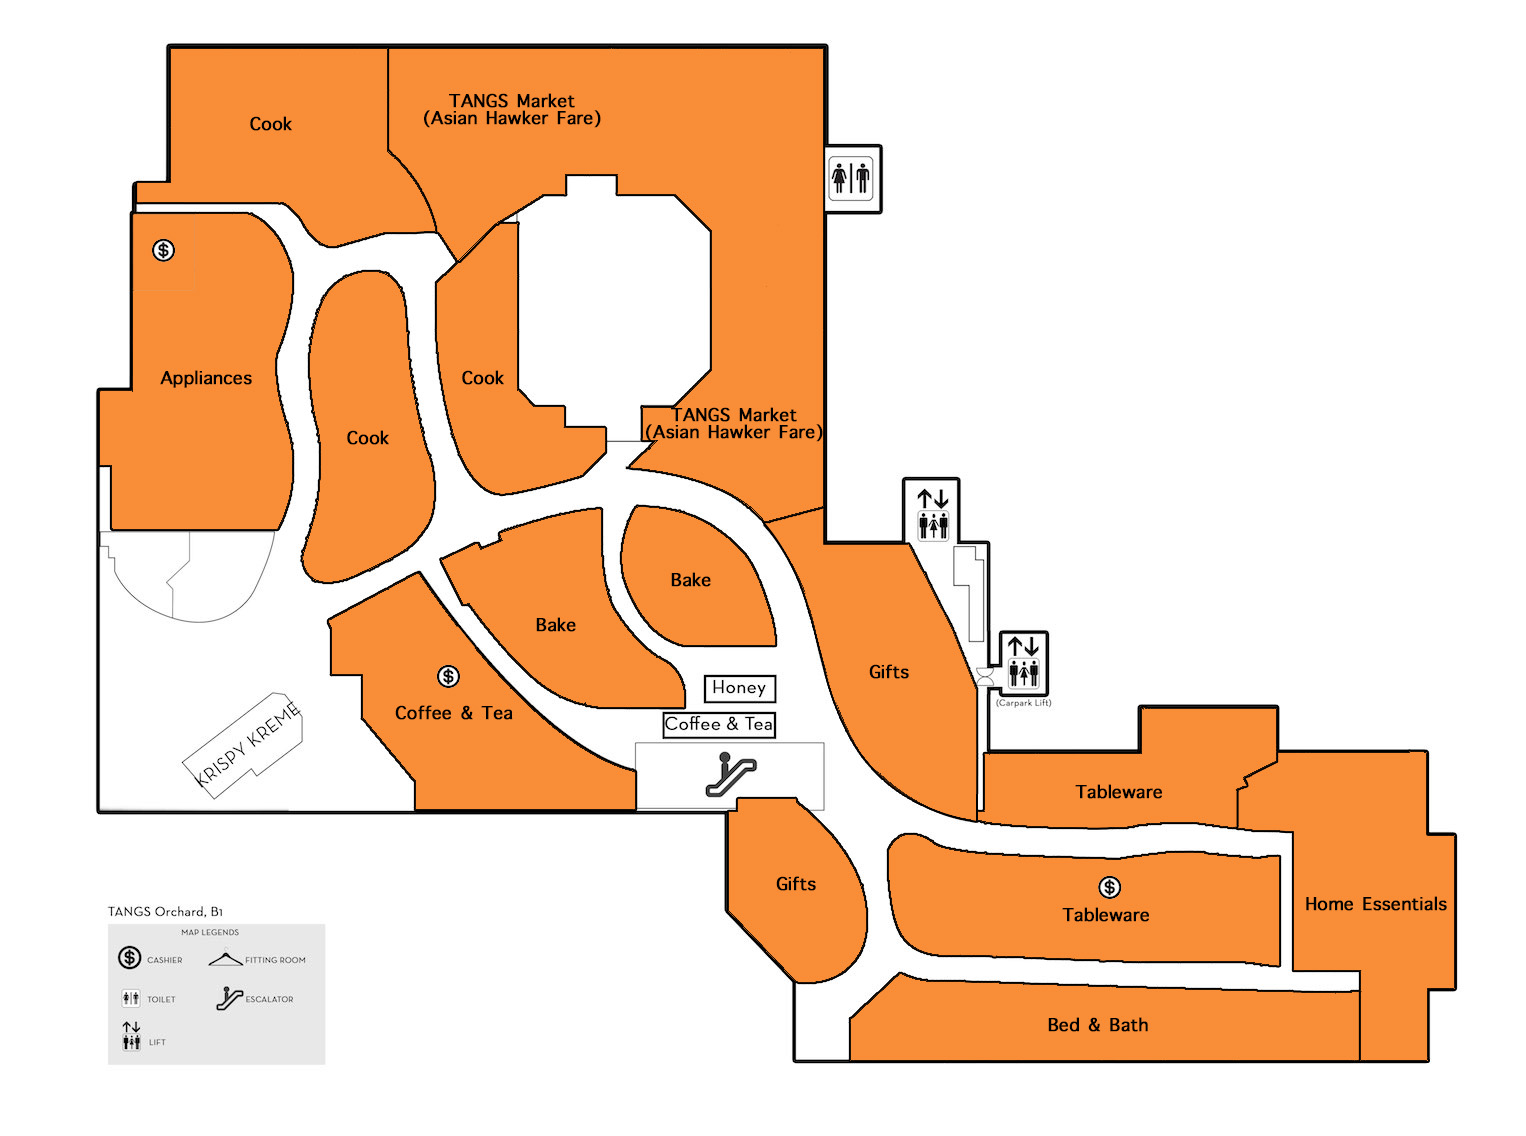 TANGS Market
(Asian Hawker Fare)
Cook
$
Appliances
Cook
Cook
TANGS Market
(Asian Hawker Fare)
Bake
Bake
Gifts
$
Honey
Coffee & Tea
Coffee & Tea
(Carpark Lift)
KRISPY KREME
Tableware
Gifts
$
Tableware
Home Essentials
Bed & Bath
TANGS Orchard, B1
MAP LEGENDS
$ CASHIER
FITTING ROOM
TOILET
ESCALATOR
LIFT